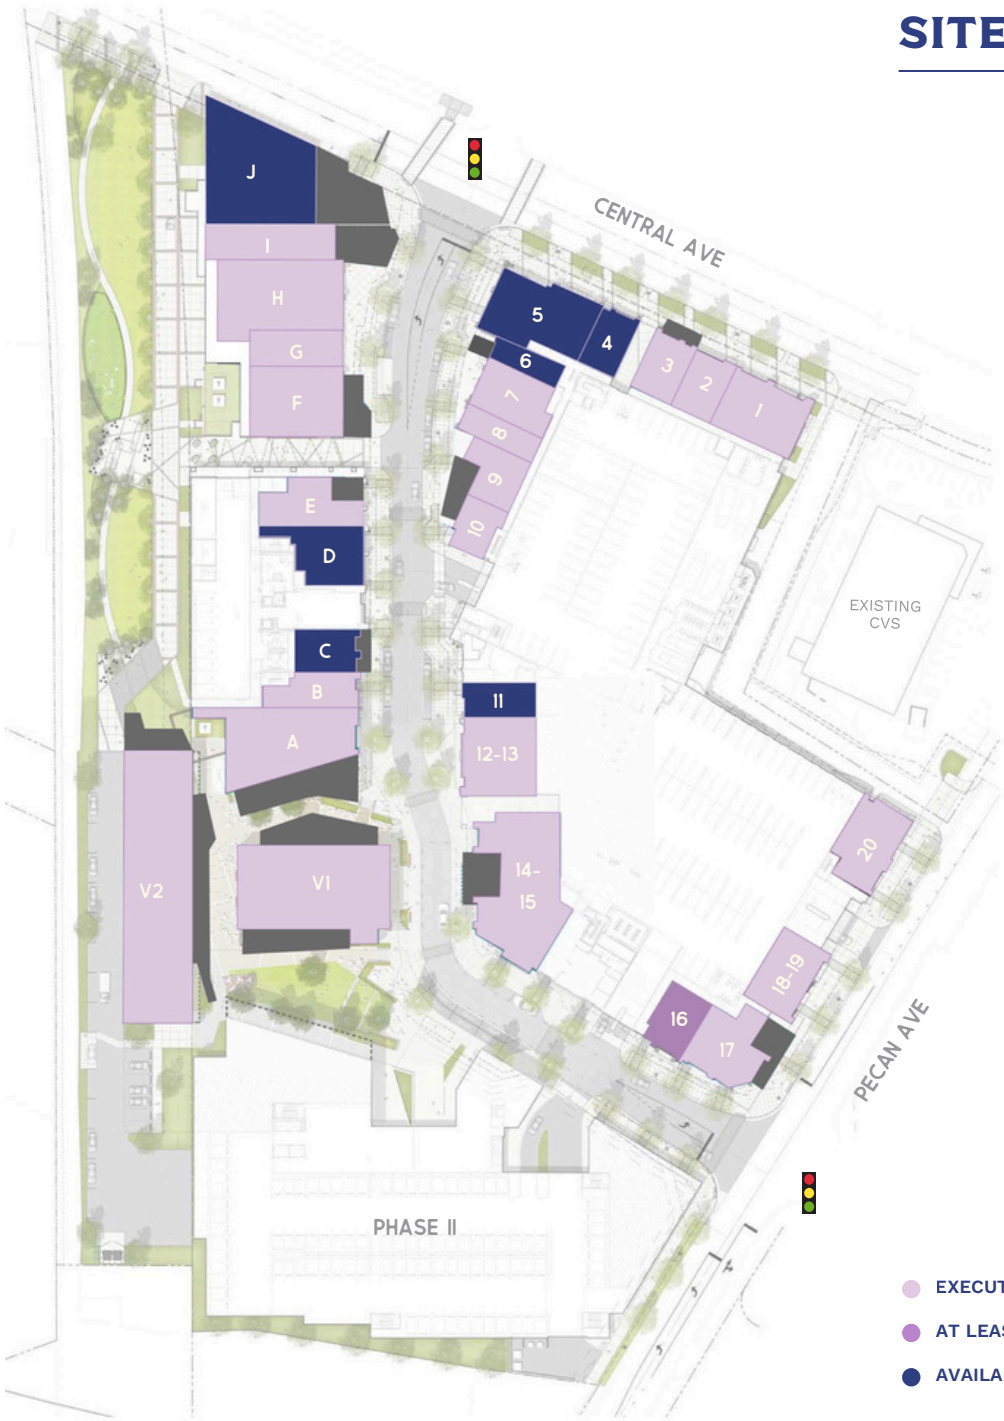 SITE
J
CENTRAL AVE
I
H
5
4
G
6
3
2
F
7
1
8
9
E
10
D
EXISTING
CVS
C
B
11
A
12-13
20
V2
V1
14-
15
18-19
16
17
PECAN AVE
PHASE II
EXECUT
AT LEAS
AVAILA